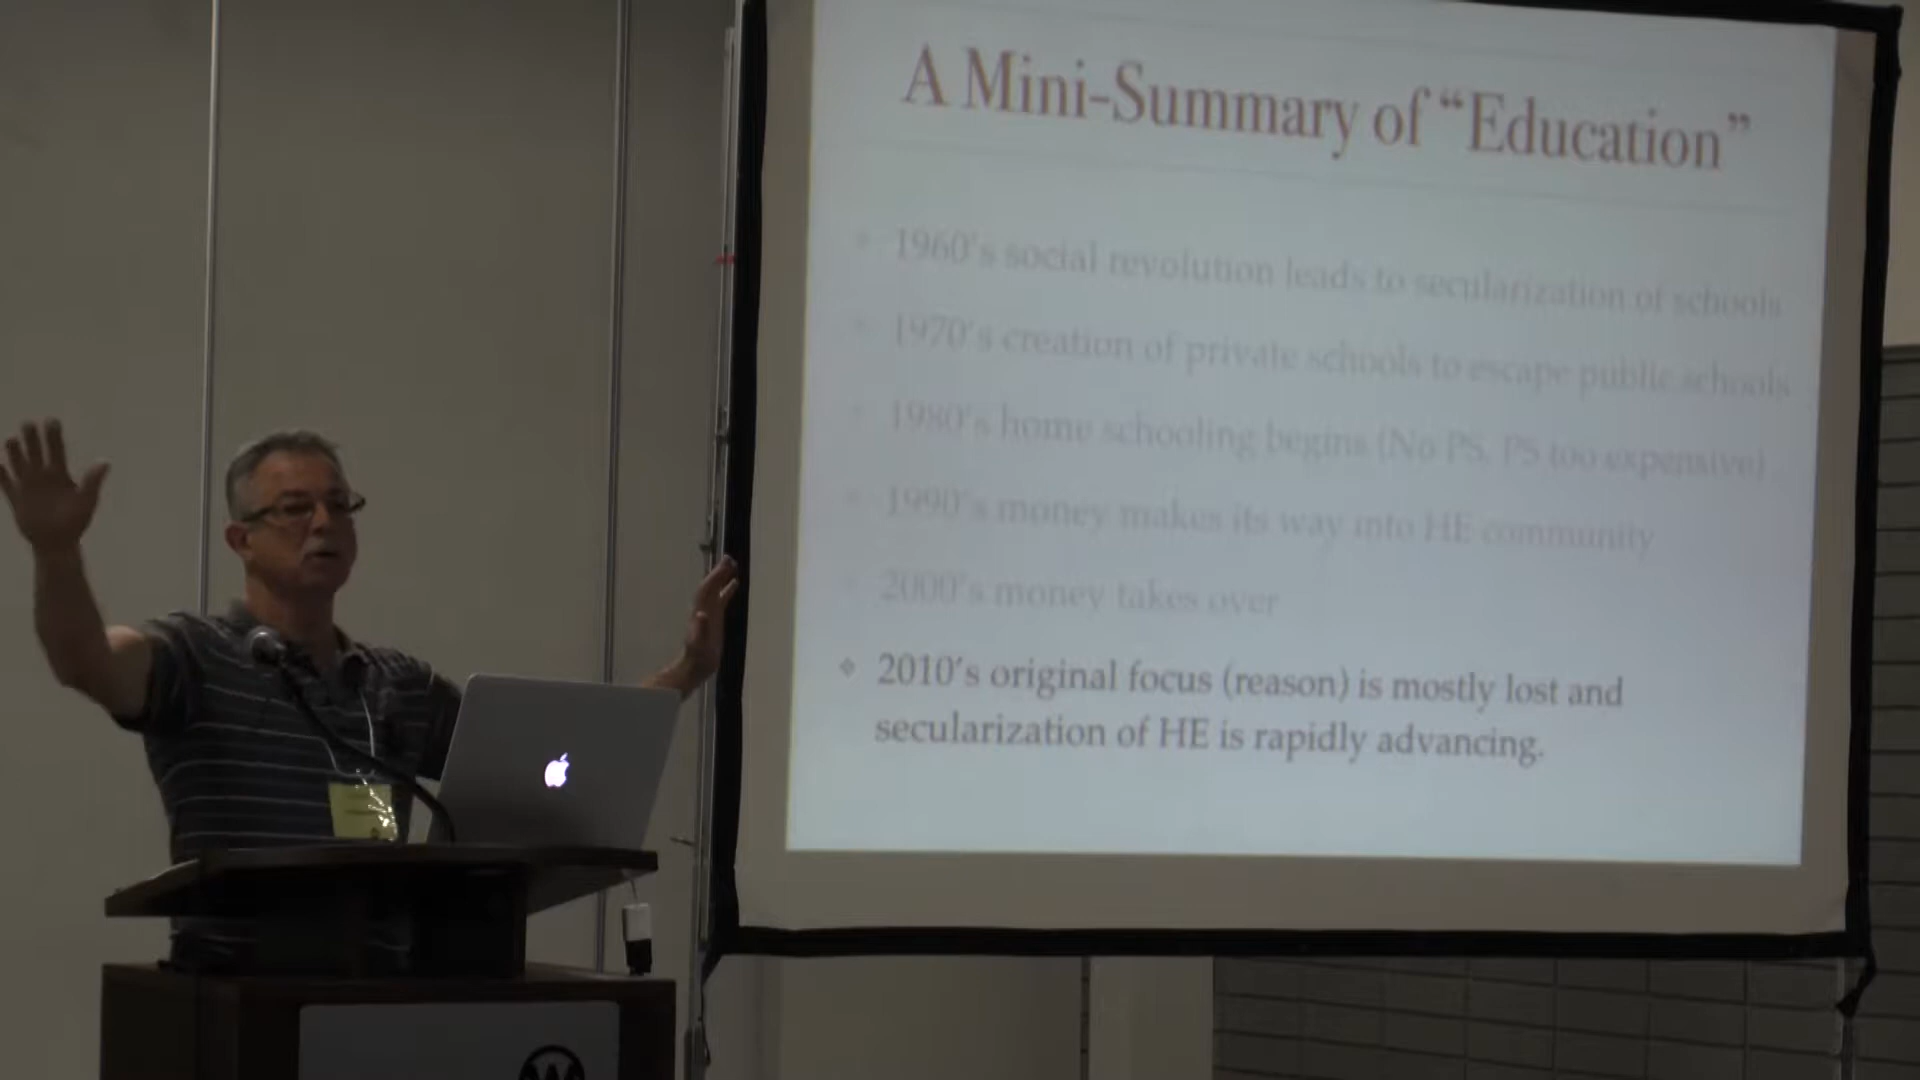 A Mini-Summary of “Education”
1960's social revolution leads to secularization of schools
1970's creation of private schools to escape public schools
1980's home schooling begins (No PS, PS too expensive)
1990's money makes its way into HE community
2000's money takes over
2010's original focus (reason) is mostly lost and
secularization of HE is rapidly advancing.
W